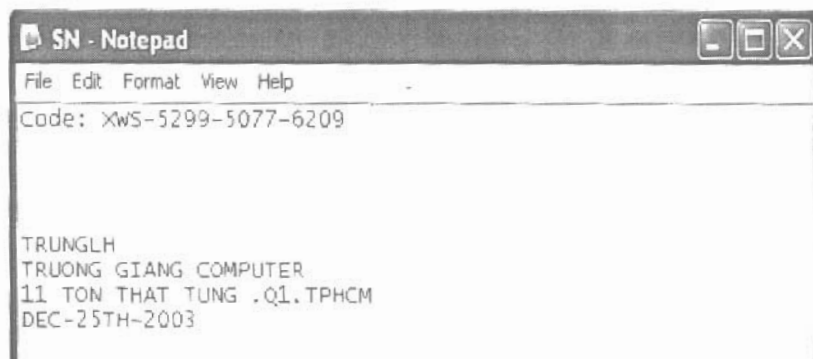 SN - Notepad
File Edit Format View Help
Code: XWS-5299-5077-6209
TRUNGLH
TRUONG GIANG COMPUTER
11 TON THAT TUNG .Q1.TPHCM
DEC-25TH-2003